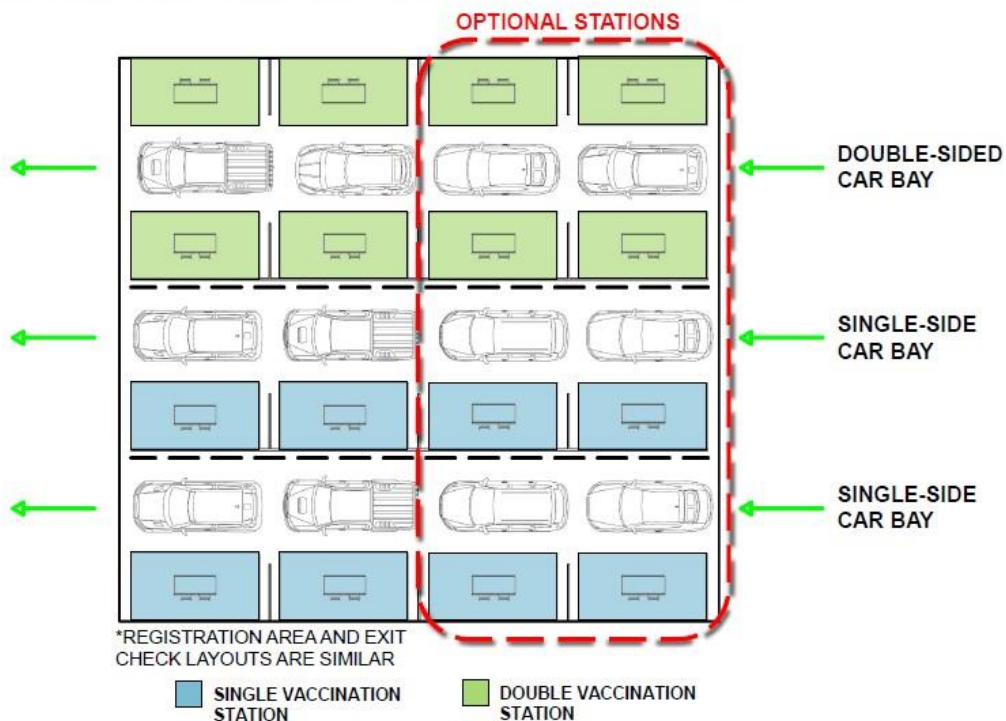 OPTIONAL STATIONS
DOUBLE-SIDED
CAR BAY
SINGLE-SIDE
CAR BAY
SINGLE-SIDE
CAR BAY
*REGISTRATION AREA AND EXIT
CHECK LAYOUTS ARE SIMILAR
SINGLE VACCINATION
STATION
DOUBLE VACCINATION
STATION